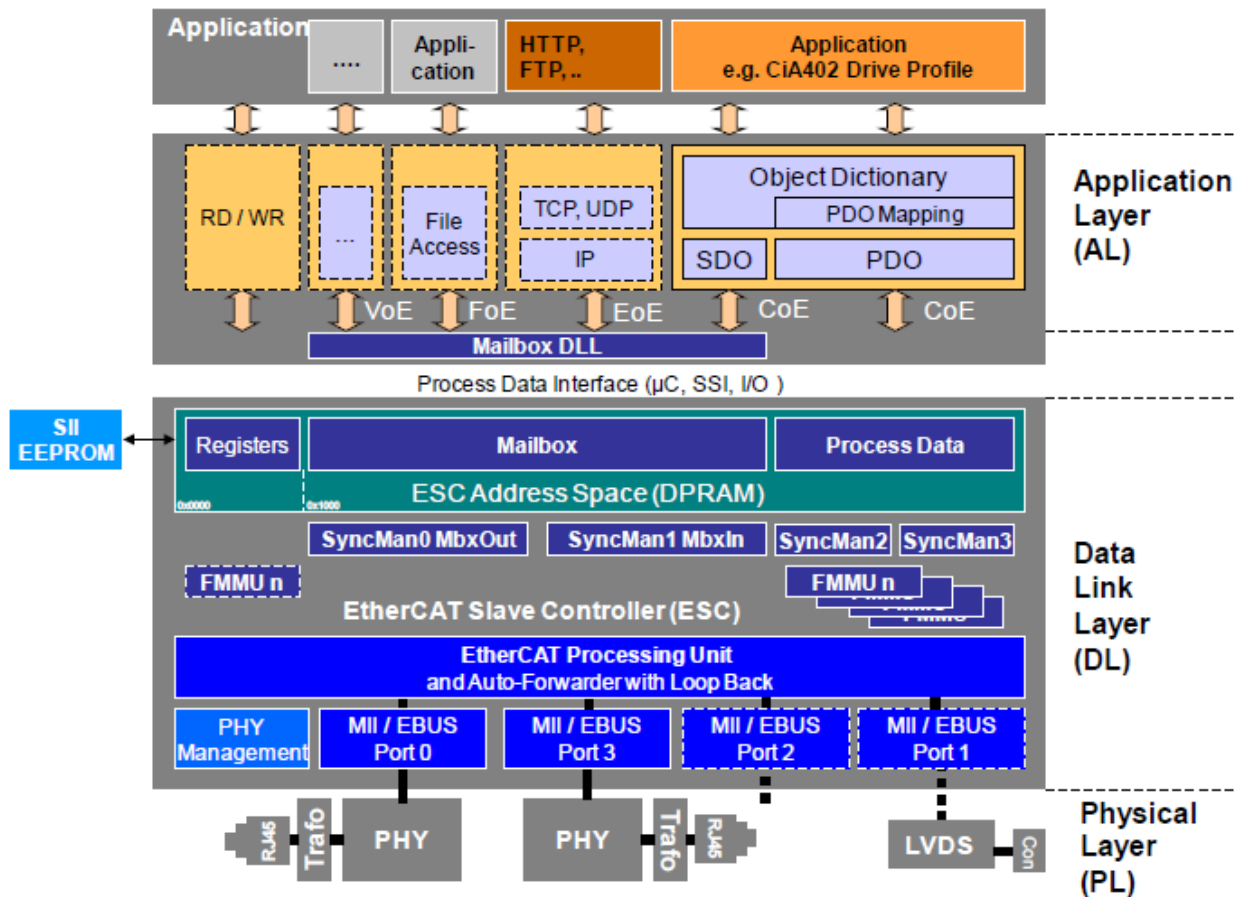 Application
....
Appli-
cation
HTTP,
FTP, ..
Application
e.g. CiA402 Drive Profile
RD / WR
...
File
Access
TCP, UDP
IP
Object Dictionary
PDO Mapping
SDO
PDO
Application
Layer
(AL)
VoE
FoE
EoE
CoE
CoE
Mailbox DLL
Process Data Interface (µC, SSI, I/O )
SII
EEPROM
Registers
Mailbox
Process Data
0x0000
0x1000
ESC Address Space (DPRAM)
SyncMan0 MbxOut
SyncMan1 MbxIn
SyncMan2
SyncMan3
FMMU n
FMMU n
EtherCAT Slave Controller (ESC)
Data
Link
Layer
(DL)
EtherCAT Processing Unit
and Auto-Forwarder with Loop Back
PHY
Management
MII / EBUS
Port 0
MII / EBUS
Port 3
MII / EBUS
Port 2
MII / EBUS
Port 1
RJ45
Trafo
PHY
PHY
Trafo
RJ45
LVDS
Con
Physical
Layer
(PL)